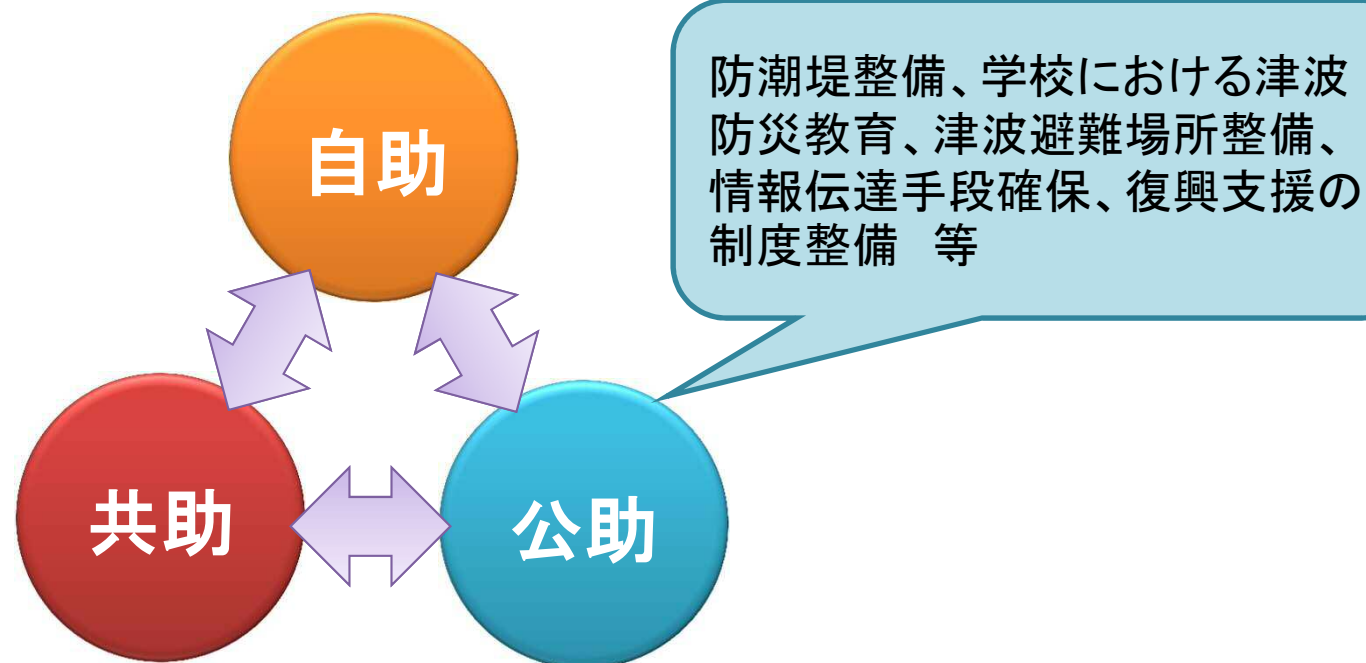 自助
防潮堤整備、学校における津波
防災教育、津波避難場所整備、
情報伝達手段確保、復興支援の
制度整備　等
共助
公助